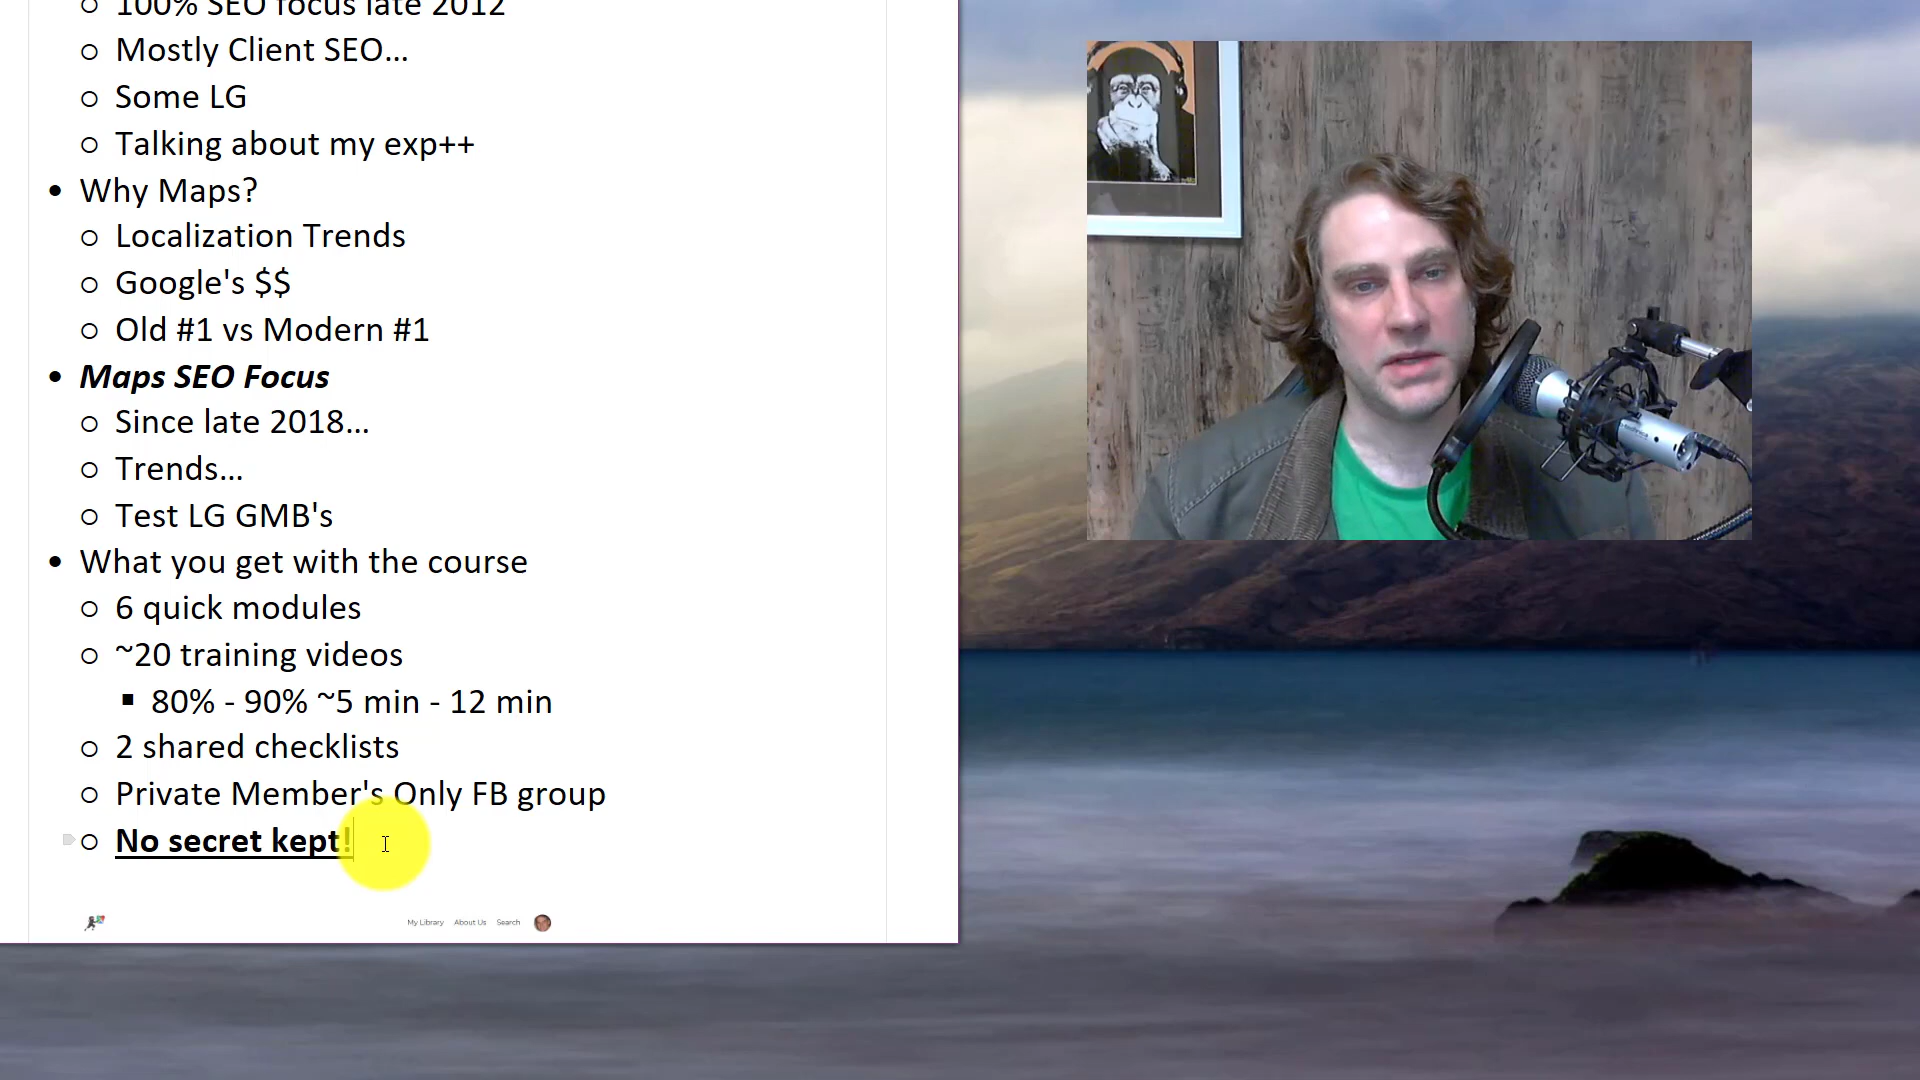 100% SEO focus late 2012
Mostly Client SEO...
Some LG
Talking about my exp++
Why Maps?
Localization Trends
Google's $$
Old #1 vs Modern #1
Maps SEO Focus
Since late 2018...
Trends...
Test LG GMB's
What you get with the course
6 quick modules
~20 training videos
80% - 90% ~5 min - 12 min
2 shared checklists
Private Member's Only FB group
No secret kept!
My Library About Us Search